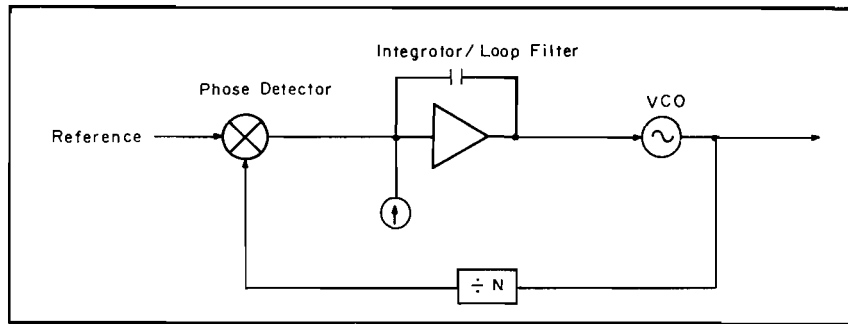 Integrator/Loop Filter
Phase Detector
VCO
Reference
÷ N